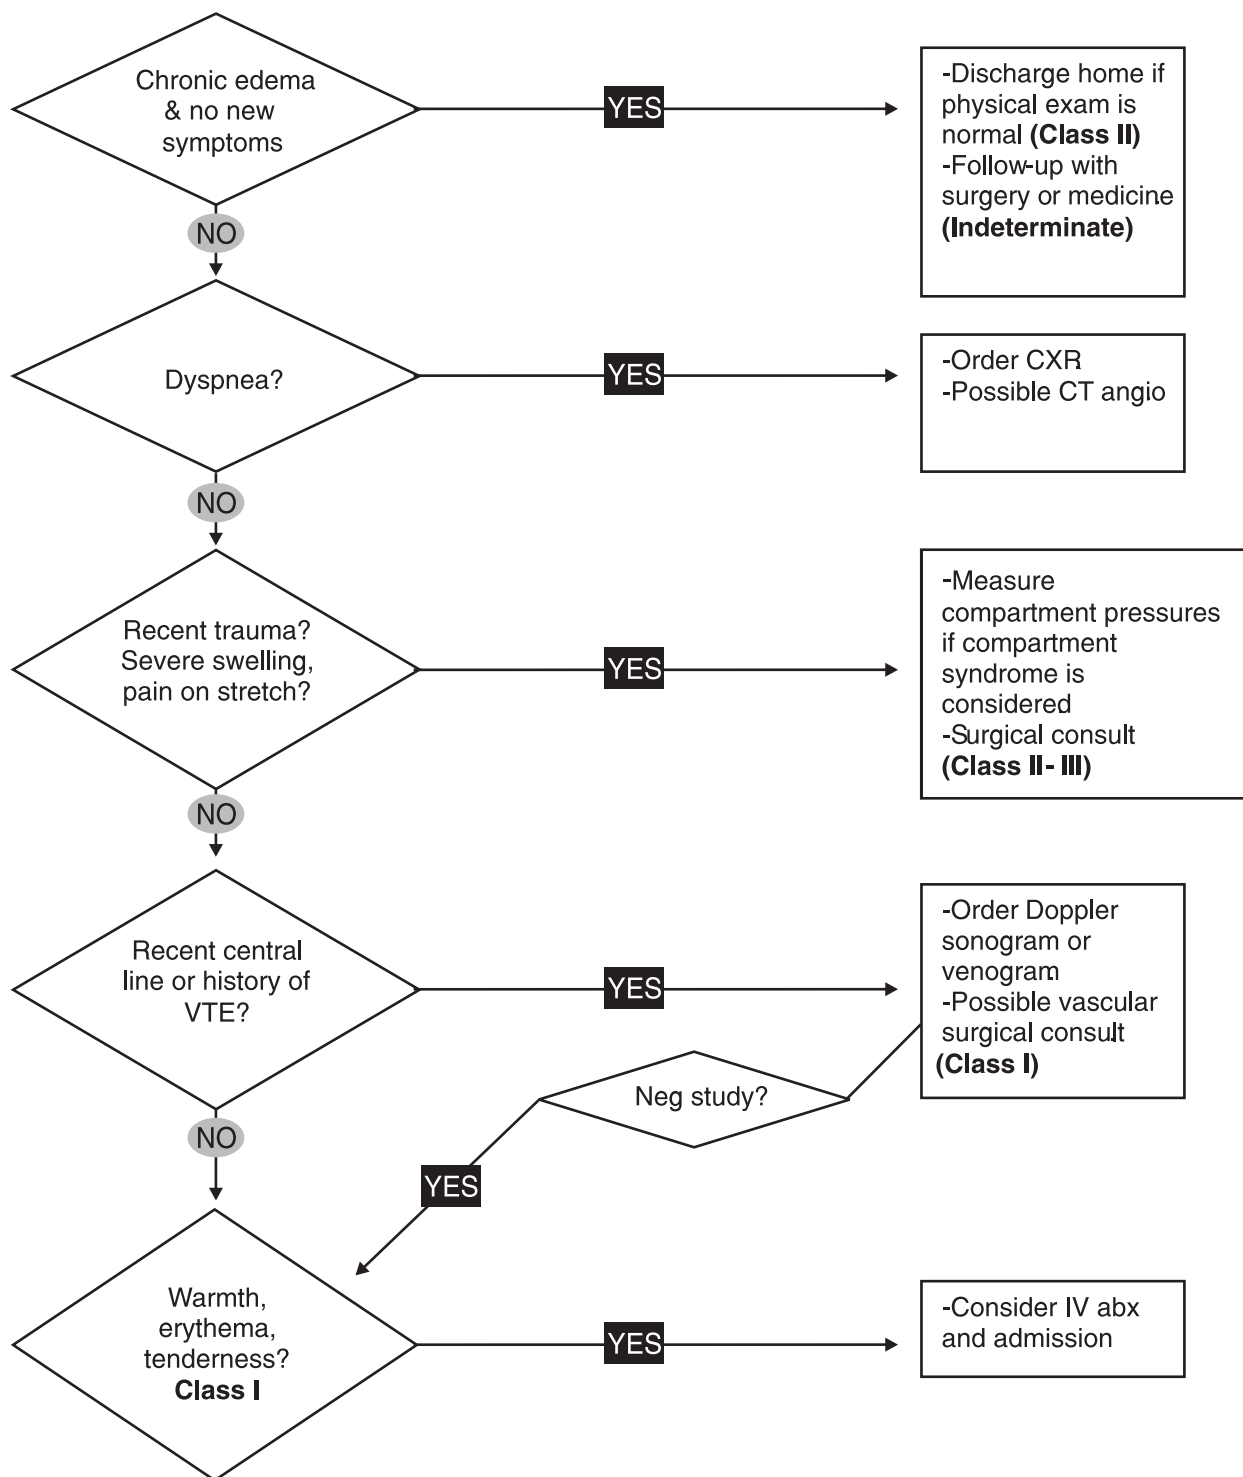 Chronic edema
& no new
symptoms
YES
-Discharge home if
physical exam is
normal (Class II)
-Follow-up with
surgery or medicine
(Indeterminate)
NO
Dyspnea?
YES
-Order CXR
-Possible CT angio
NO
Recent trauma?
Severe swelling,
pain on stretch?
YES
-Measure
compartment pressures
if compartment
syndrome is
considered
-Surgical consult
(Class II- III)
NO
Recent central
line or history of
VTE?
YES
-Order Doppler
sonogram or
venogram
-Possible vascular
surgical consult
(Class I)
Neg study?
NO
YES
Warmth,
erythema,
tenderness?
Class I
YES
-Consider IV abx
and admission